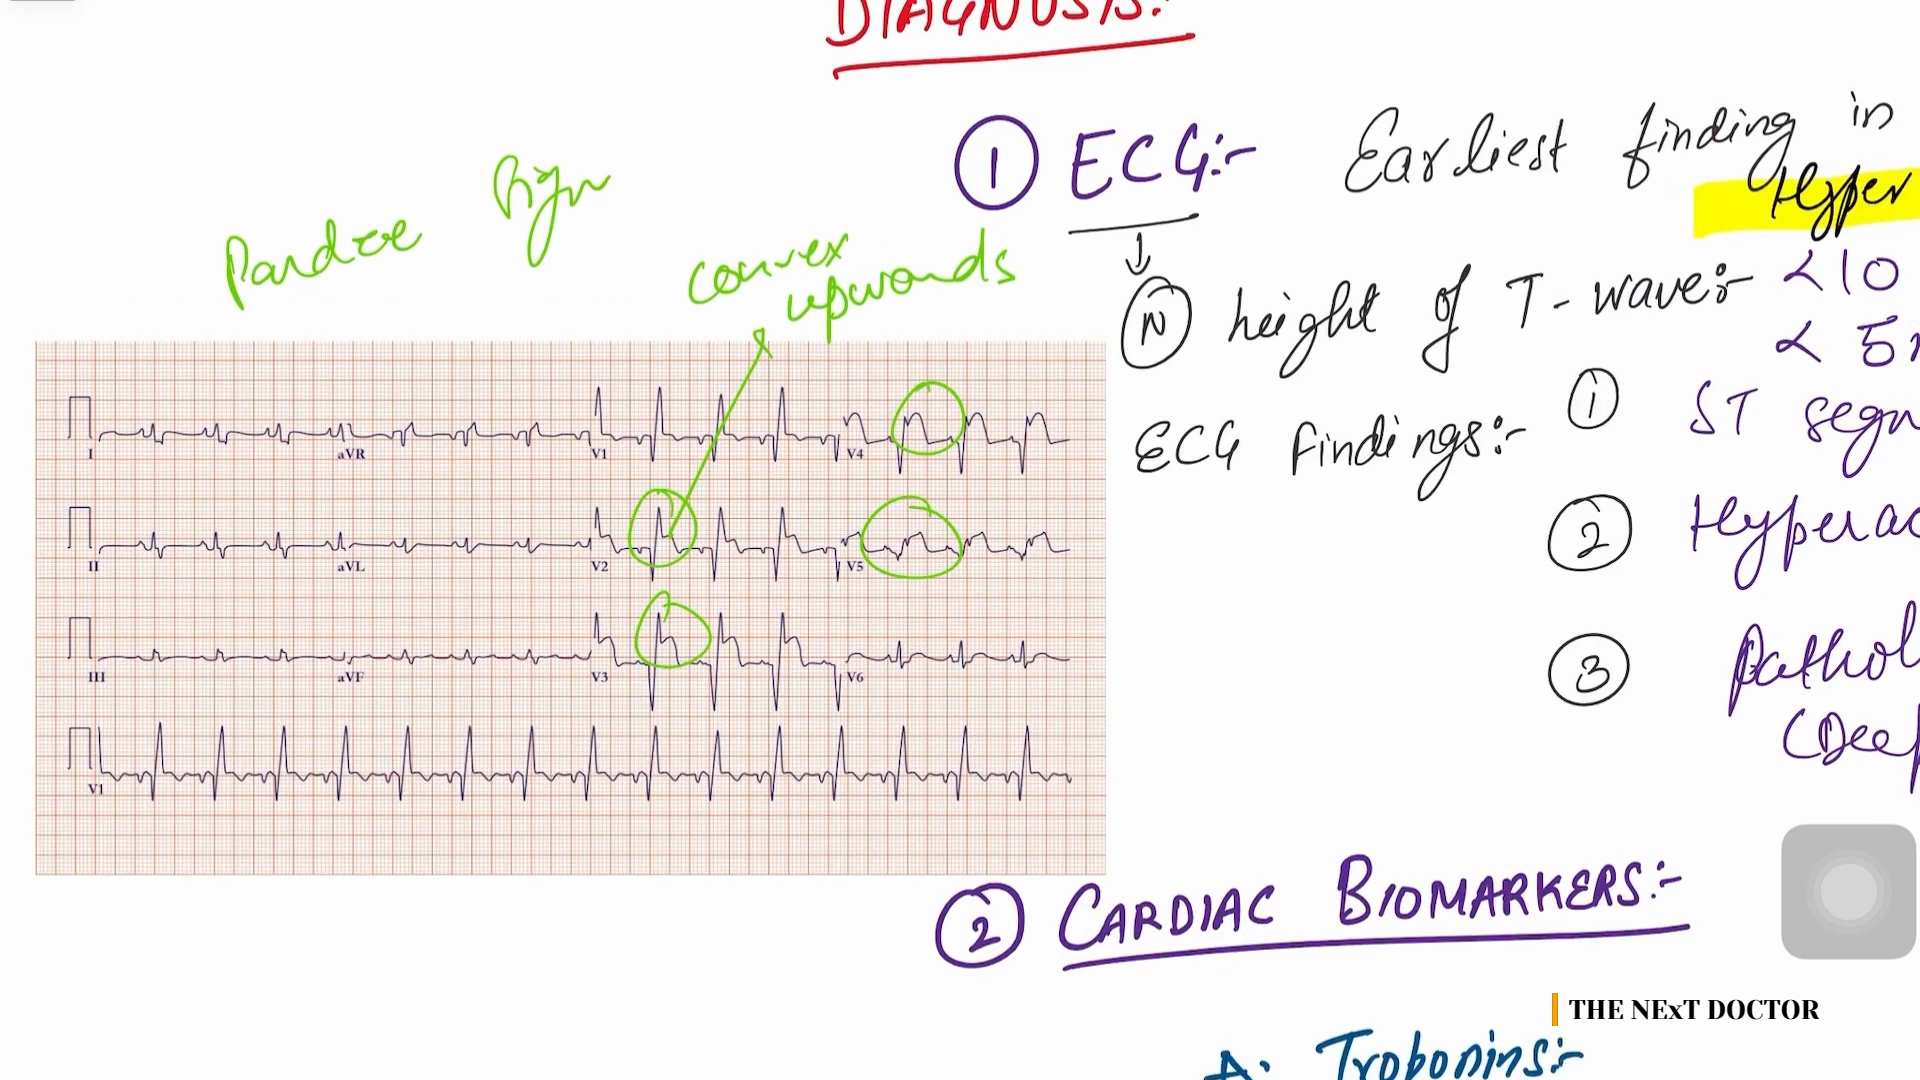 DIAGNOSIS:
1 ECG:- Earliest finding in
Hyper
Pardee Sign
convex
upwards
N height of T-wave:- <10
< 5
ECG Findings:- 1 ST segm
2 Hyperac
3 Pathol
(Deep
I aVR V1 V4
II aVL V2 V5
III aVF V3 V6
V1
2 CARDIAC BIOMARKERS:-
THE NExT DOCTOR
A. Troponins:-